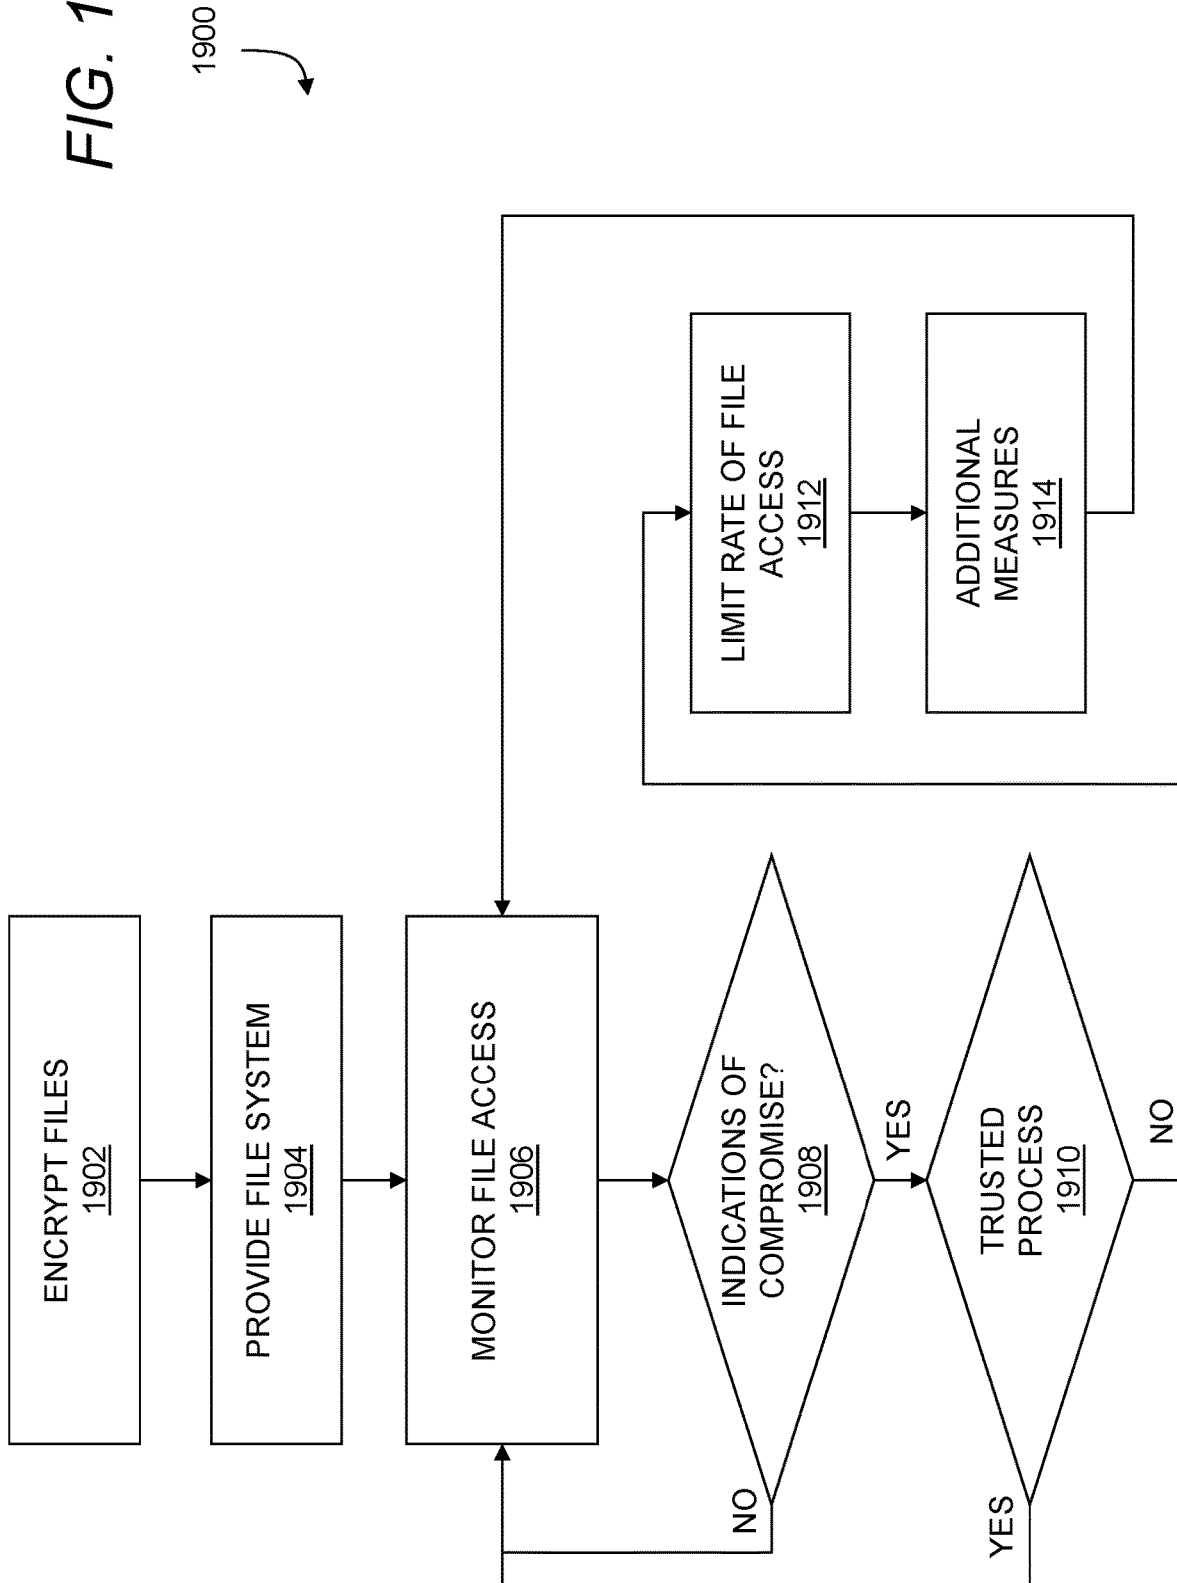 FIG. 1
1900
ENCRYPT FILES
1902
PROVIDE FILE SYSTEM
1904
MONITOR FILE ACCESS
1906
INDICATIONS OF
COMPROMISE?
1908
NO
YES
TRUSTED
PROCESS
1910
YES
NO
LIMIT RATE OF FILE
ACCESS
1912
ADDITIONAL
MEASURES
1914